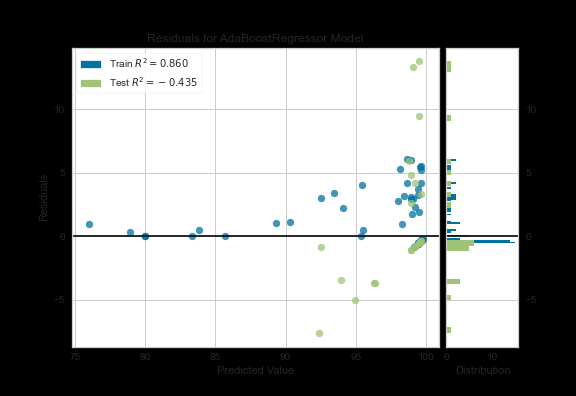 Residuals for AdaBoostRegressor Model
Train R² = 0.860
Test R² = −0.435
Residuals
10
5
0
−5
10
5
0
−5
75 80 85 90 95 100
0 10
Predicted Value
Distribution